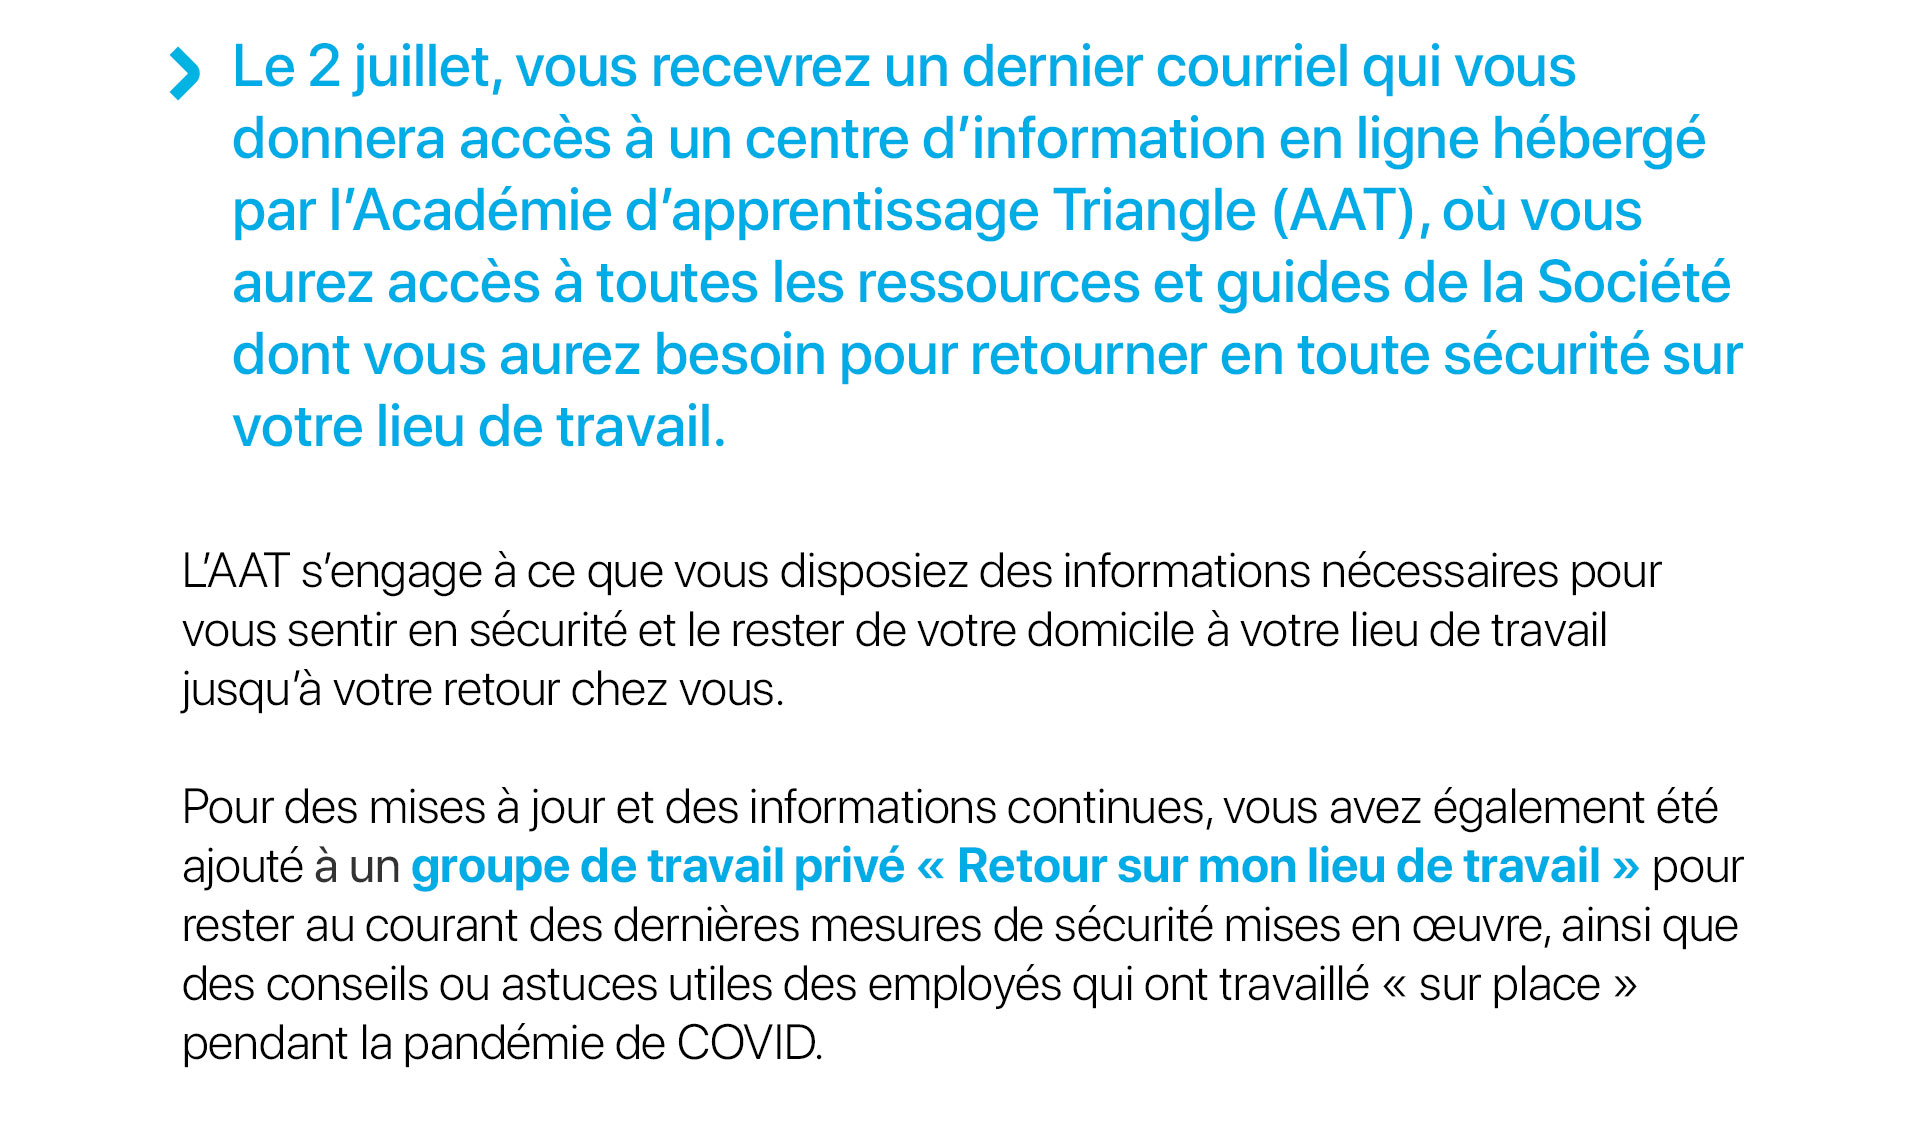 Le 2 juillet, vous recevrez un dernier courriel qui vous
donnera accès à un centre d’information en ligne hébergé
par l’Académie d’apprentissage Triangle (AAT), où vous
aurez accès à toutes les ressources et guides de la Société
dont vous aurez besoin pour retourner en toute sécurité sur
votre lieu de travail.
L’AAT s’engage à ce que vous disposiez des informations nécessaires pour
vous sentir en sécurité et le rester de votre domicile à votre lieu de travail
jusqu’à votre retour chez vous.
Pour des mises à jour et des informations continues, vous avez également été
ajouté à un groupe de travail privé « Retour sur mon lieu de travail » pour
rester au courant des dernières mesures de sécurité mises en œuvre, ainsi que
des conseils ou astuces utiles des employés qui ont travaillé « sur place »
pendant la pandémie de COVID.